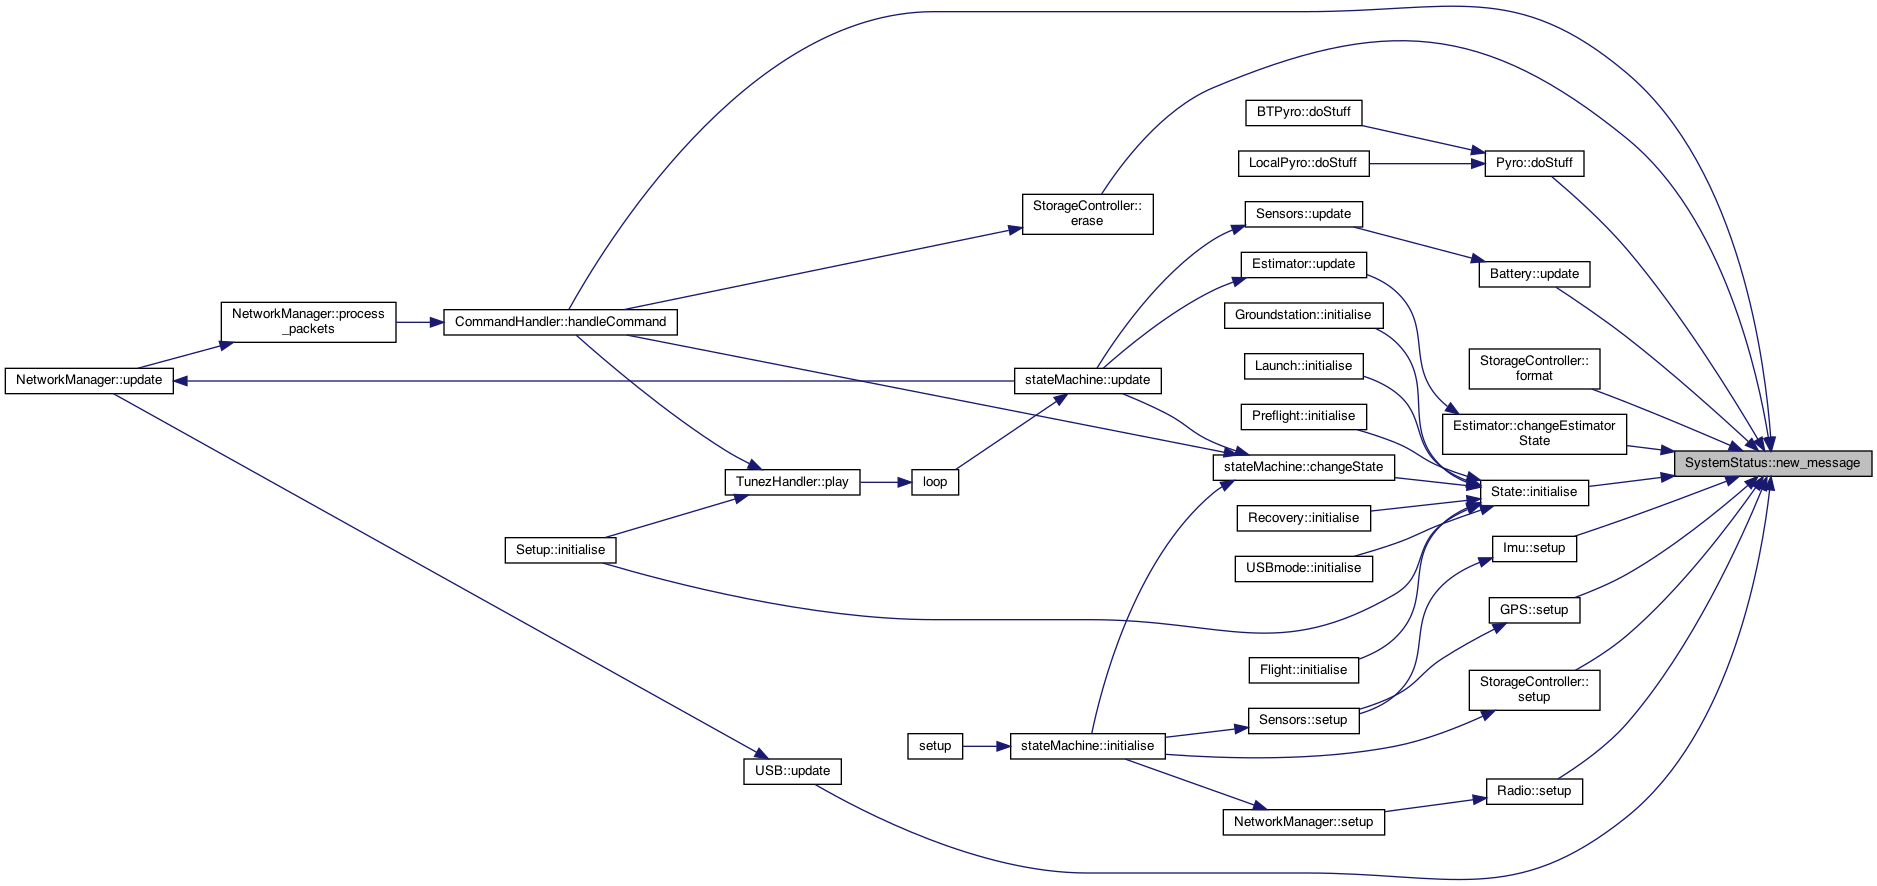 BTPyro::doStuff
LocalPyro::doStuff
Pyro::doStuff
StorageController::
erase
Sensors::update
Estimator::update
Battery::update
NetworkManager::process
_packets
CommandHandler::handleCommand
Groundstation::initialise
NetworkManager::update
stateMachine::update
Launch::initialise
StorageController::
format
Preflight::initialise
Estimator::changeEstimator
State
SystemStatus::new_message
stateMachine::changeState
TunezHandler::play
loop
State::initialise
Recovery::initialise
Setup::initialise
Imu::setup
USBmode::initialise
GPS::setup
Flight::initialise
StorageController::
setup
Sensors::setup
setup
stateMachine::initialise
USB::update
Radio::setup
NetworkManager::setup